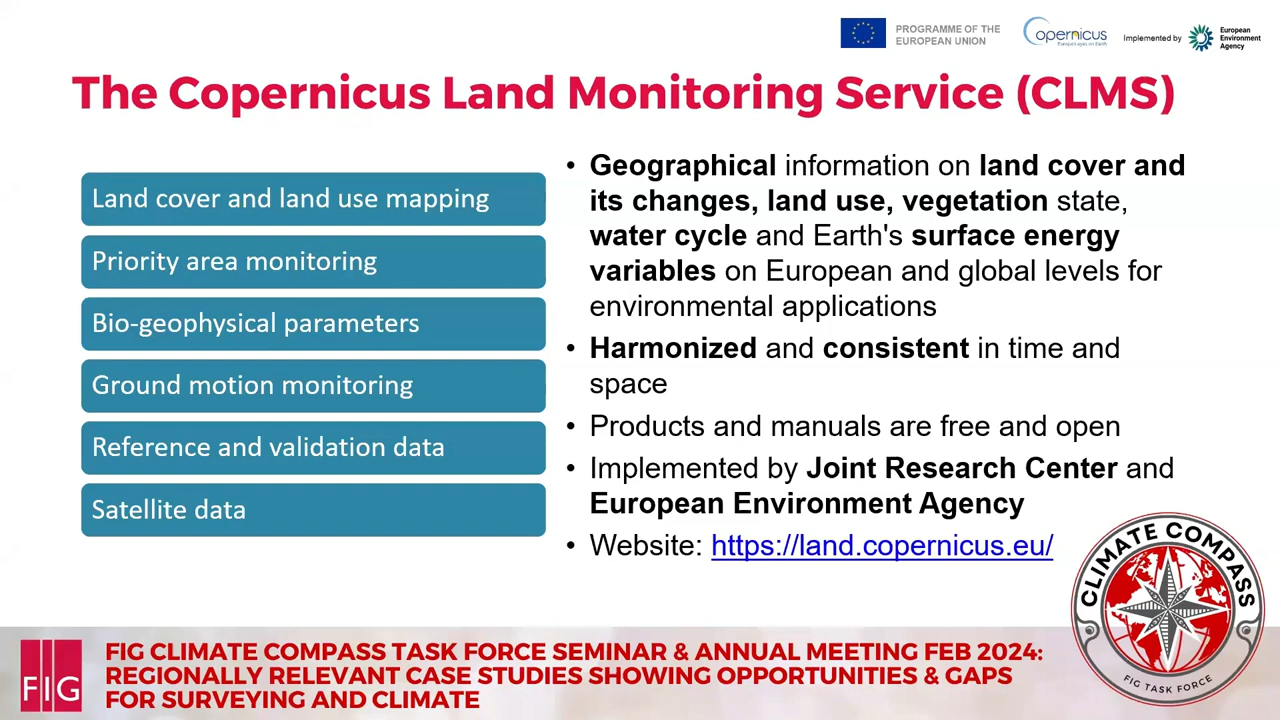 PROGRAMME OF THE
EUROPEAN UNION
opernicus
Europe's eyes on Earth
Implemented by
European
Environment
Agency
The Copernicus Land Monitoring Service (CLMS)
Land cover and land use mapping
Priority area monitoring
Bio-geophysical parameters
Ground motion monitoring
Reference and validation data
Satellite data
• Geographical information on land cover and
its changes, land use, vegetation state,
water cycle and Earth's surface energy
variables on European and global levels for
environmental applications
• Harmonized and consistent in time and
space
• Products and manuals are free and open
• Implemented by Joint Research Center and
European Environment Agency
• Website: https://land.copernicus.eu/
CLIMATE COMPASS
FIG TASK FORCE
FIG
FIG CLIMATE COMPASS TASK FORCE SEMINAR & ANNUAL MEETING FEB 2024:
REGIONALLY RELEVANT CASE STUDIES SHOWING OPPORTUNITIES & GAPS
FOR SURVEYING AND CLIMATE